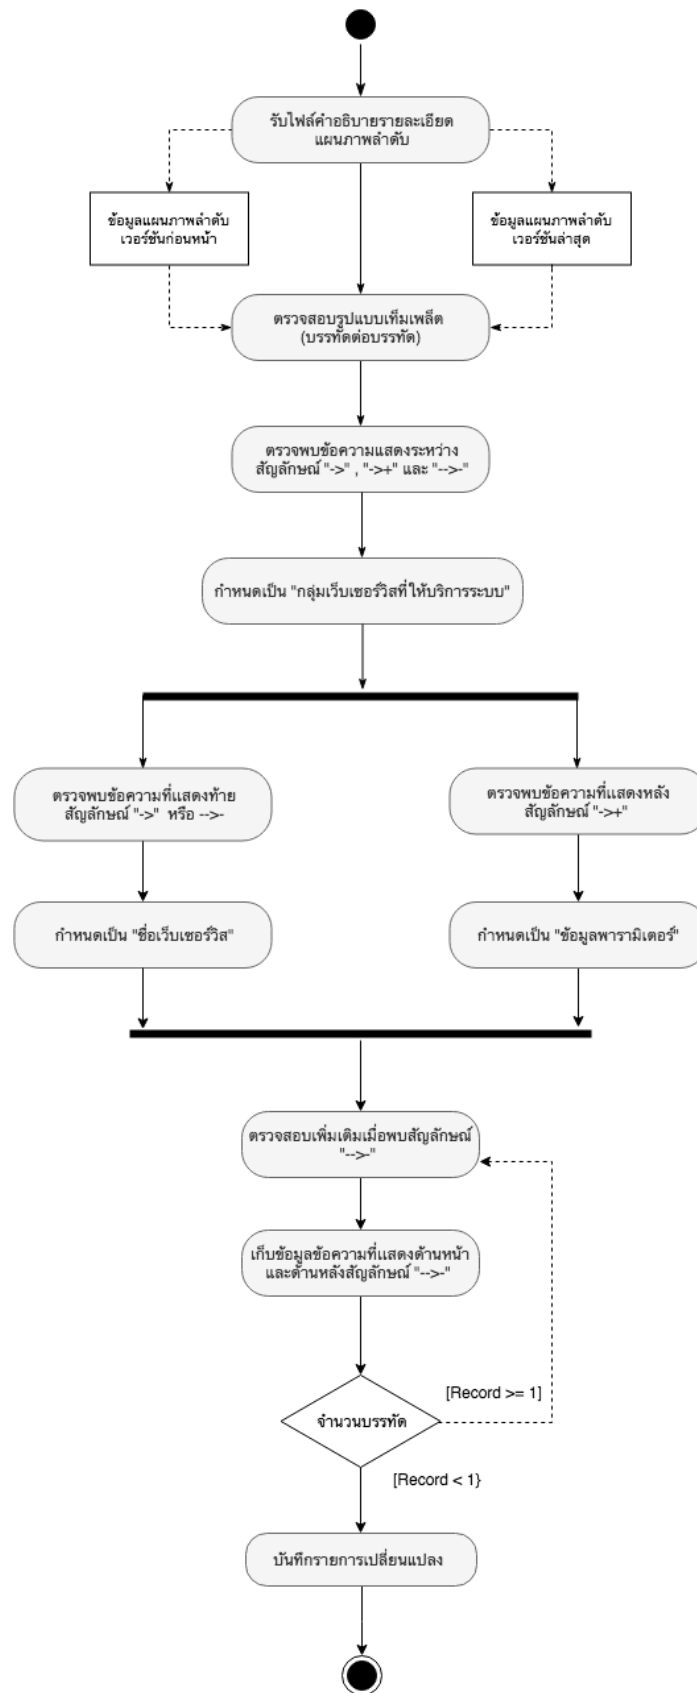 รับไฟล์คำอธิบายรายละเอียด
แผนภาพลำดับ
ข้อมูลแผนภาพลำดับ
เวอร์ชันก่อนหน้า
ข้อมูลแผนภาพลำดับ
เวอร์ชันล่าสุด
ตรวจสอบรูปแบบเท็มเพล็ต
(บรรทัดต่อบรรทัด)
ตรวจพบข้อความแสดงระหว่าง
สัญลักษณ์ "->" , "->+" และ "-->-"
กำหนดเป็น "กลุ่มเว็บเซอร์วิสที่ให้บริการระบบ"
ตรวจพบข้อความที่แสดงท้าย
สัญลักษณ์ "->" หรือ -->-
ตรวจพบข้อความที่แสดงหลัง
สัญลักษณ์ "->+"
กำหนดเป็น "ชื่อเว็บเซอร์วิส"
กำหนดเป็น "ข้อมูลพารามิเตอร์"
ตรวจสอบเพิ่มเติมเมื่อพบสัญลักษณ์
"-->-"
เก็บข้อมูลข้อความที่แสดงด้านหน้า
และด้านหลังสัญลักษณ์ "-->-"
[Record >= 1]
จำนวนบรรทัด
[Record < 1}
บันทึกรายการเปลี่ยนแปลง